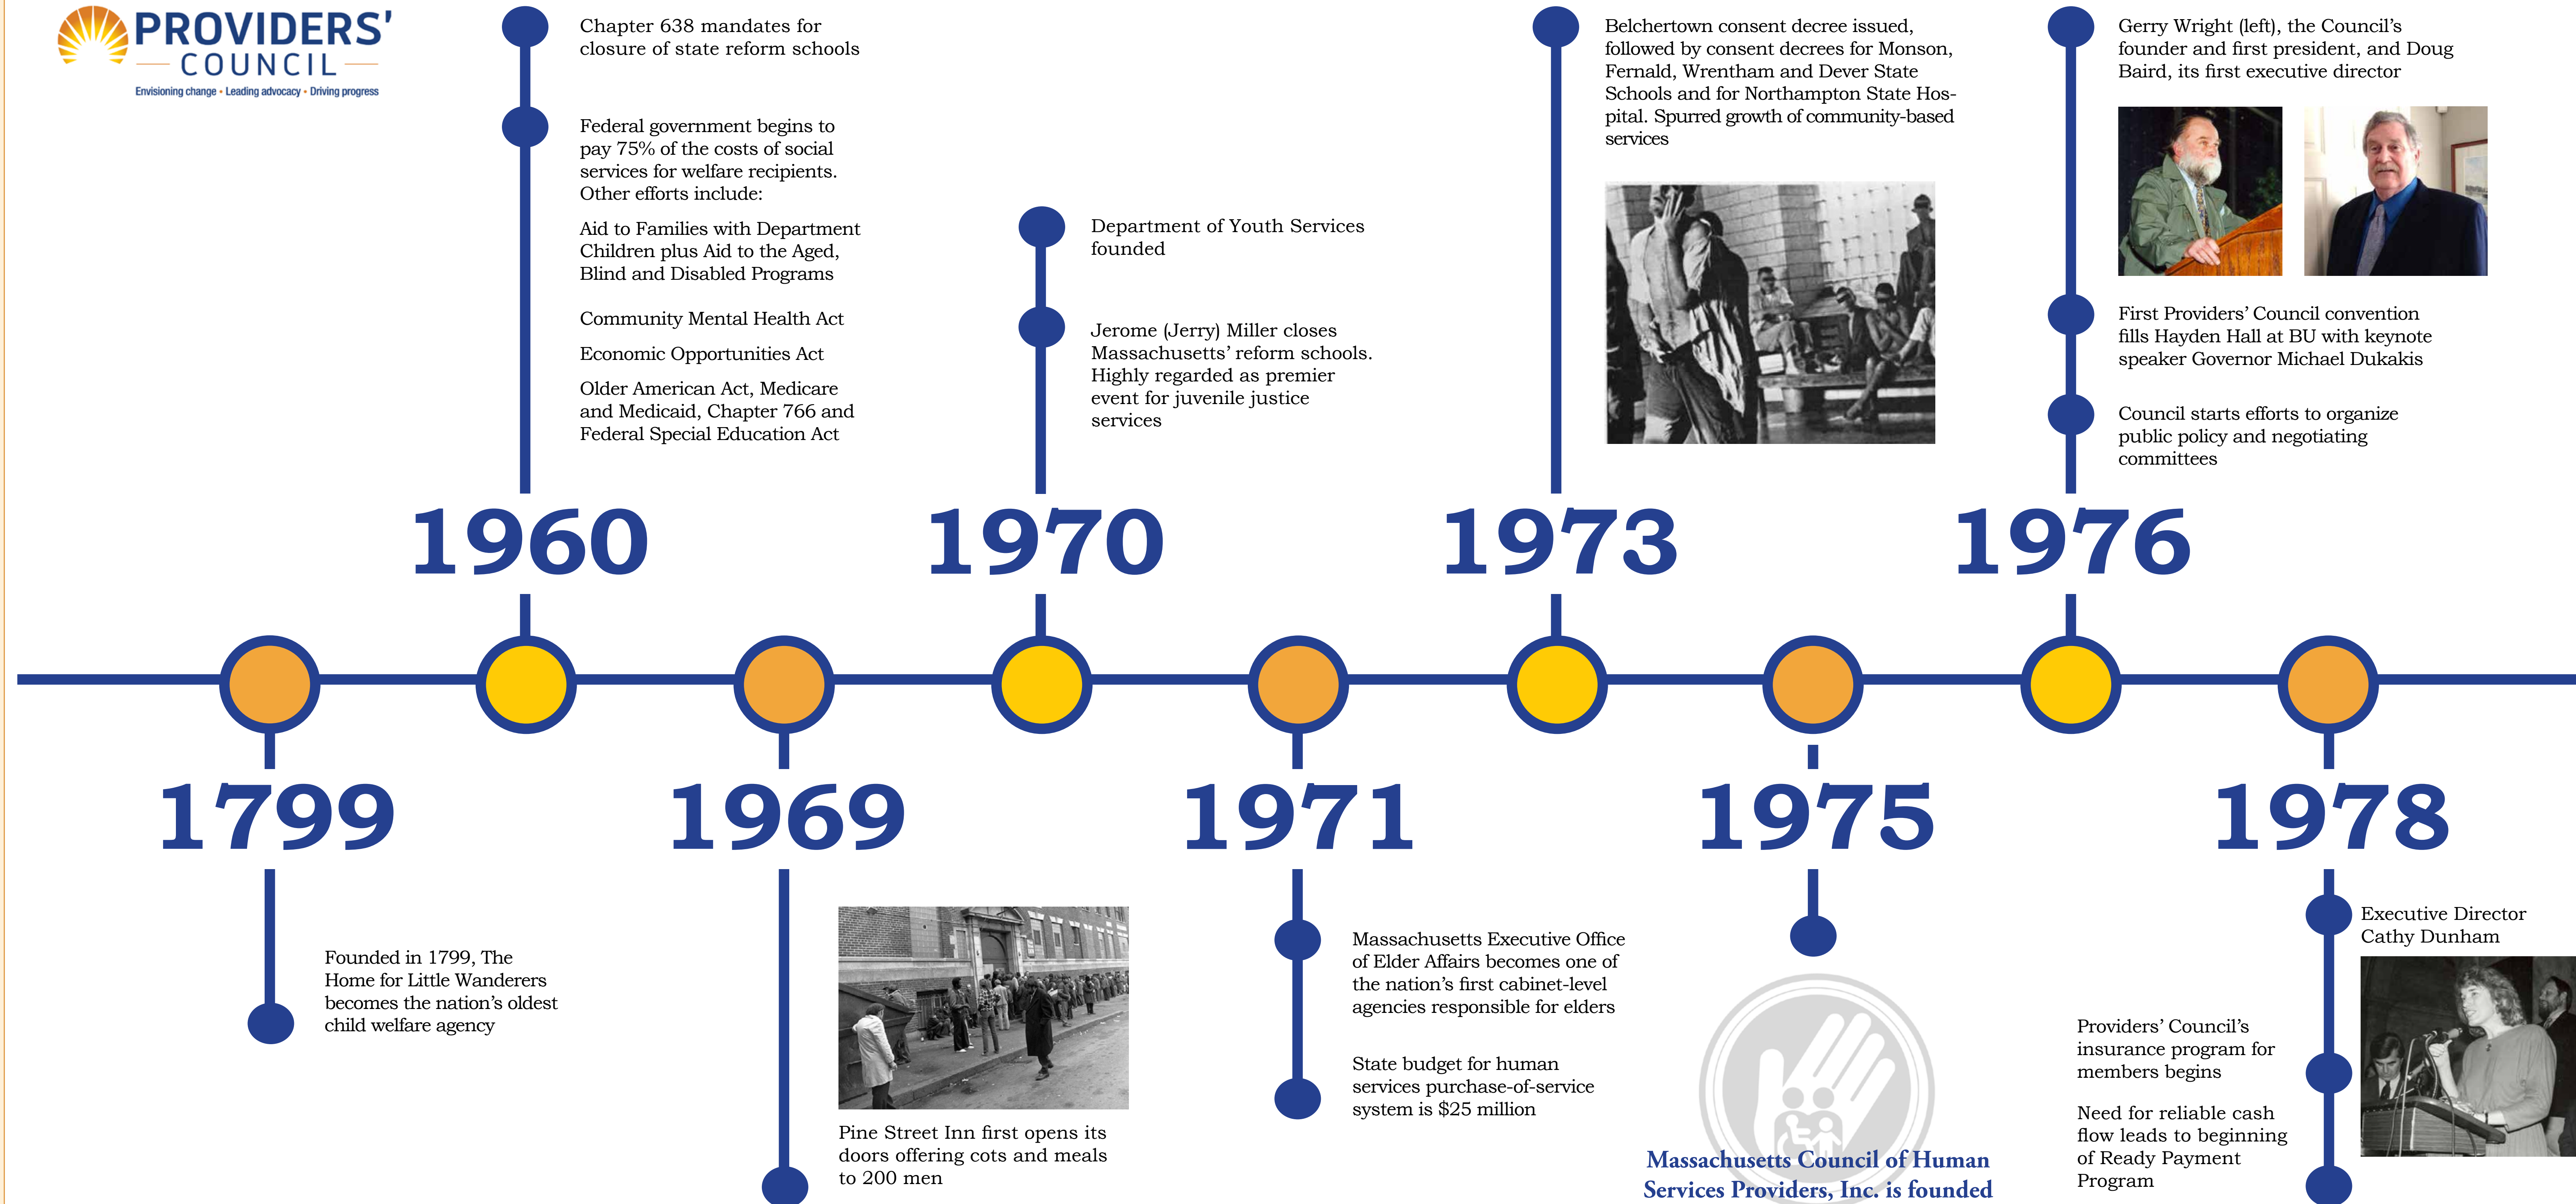 PROVIDERS'
COUNCIL
Envisioning change • Leading advocacy • Driving progress
Chapter 638 mandates for
closure of state reform schools
Federal government begins to
pay 75% of the costs of social
services for welfare recipients.
Other efforts include:
Aid to Families with Department
Children plus Aid to the Aged,
Blind and Disabled Programs
Community Mental Health Act
Economic Opportunities Act
Older American Act, Medicare
and Medicaid, Chapter 766 and
Federal Special Education Act
1960
Department of Youth Services
founded
Jerome (Jerry) Miller closes
Massachusetts’ reform schools.
Highly regarded as premier
event for juvenile justice
services
1970
Belchertown consent decree issued,
followed by consent decrees for Monson,
Fernald, Wrentham and Dever State
Schools and for Northampton State Hos-
pital. Spurred growth of community-based
services
1973
Gerry Wright (left), the Council’s
founder and first president, and Doug
Baird, its first executive director
First Providers’ Council convention
fills Hayden Hall at BU with keynote
speaker Governor Michael Dukakis
Council starts efforts to organize
public policy and negotiating
committees
1976
1799
Founded in 1799, The
Home for Little Wanderers
becomes the nation’s oldest
child welfare agency
1969
Pine Street Inn first opens its
doors offering cots and meals
to 200 men
1971
Massachusetts Executive Office
of Elder Affairs becomes one of
the nation’s first cabinet-level
agencies responsible for elders
State budget for human
services purchase-of-service
system is $25 million
1975
Massachusetts Council of Human
Services Providers, Inc. is founded
1978
Executive Director
Cathy Dunham
Providers’ Council’s
insurance program for
members begins
Need for reliable cash
flow leads to beginning
of Ready Payment
Program